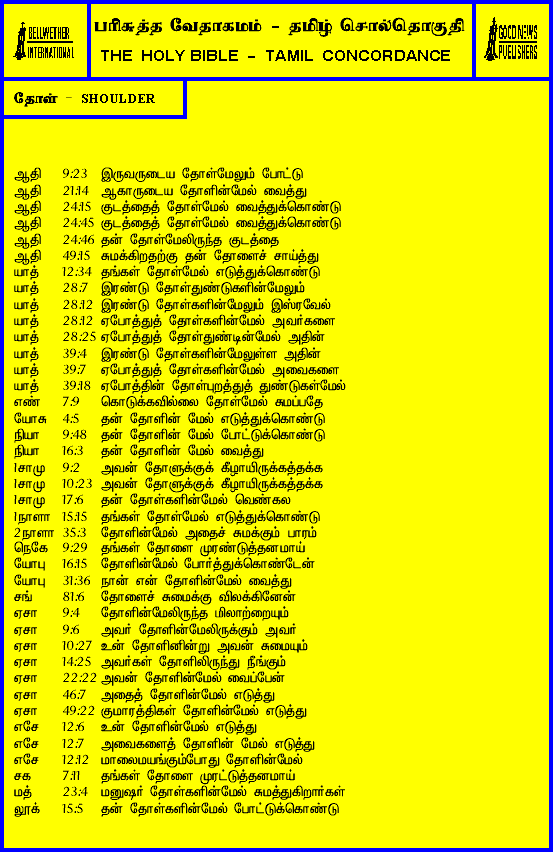 BELLWETHER
INTERNATIONAL
பரிசுத்த வேதாகமம் - தமிழ் சொல்தொகுதி
THE HOLY BIBLE - TAMIL CONCORDANCE
GOOD NEWS
PUBLISHERS
தோள் - SHOULDER
ஆதி 9:23 இருவருடைய தோள்மேலும் போட்டு
ஆதி 21:14 ஆகாருடைய தோளின்மேல் வைத்து
ஆதி 24:15 குடத்தைத் தோள்மேல் வைத்துக்கொண்டு
ஆதி 24:45 குடத்தைத் தோள்மேல் வைத்துக்கொண்டு
ஆதி 24:46 தன் தோள்மேலிருந்த குடத்தை
ஆதி 49:15 சுமக்கிறதற்கு தன் தோளைச் சாய்த்து
யாத் 12:34 தங்கள் தோள்மேல் எடுத்துக்கொண்டு
யாத் 28:7 இரண்டு தோள்துண்டுகளின்மேலும்
யாத் 28:12 இரண்டு தோள்களின்மேலும் இஸ்ரவேல்
யாத் 28:12 ஏபோத்துத் தோள்களின்மேல் அவர்களை
யாத் 28:25 ஏபோத்துத் தோள்துண்டின்மேல் அதின்
யாத் 39:4 இரண்டு தோள்களின்மேலுள்ள அதின்
யாத் 39:7 ஏபோத்துத் தோள்களின்மேல் அவைகளை
யாத் 39:18 ஏபோத்தின் தோள்புறத்துத் துண்டுகள்மேல்
எண் 7:9 கொடுக்கவில்லை தோள்மேல் சுமப்பதே
யோசு 4:5 தன் தோளின் மேல் எடுத்துக்கொண்டு
நியா 9:48 தன் தோளின் மேல் போட்டுக்கொண்டு
நியா 16:3 தன் தோளின் மேல் வைத்து
1சாமு 9:2 அவன் தோளுக்குக் கீழாயிருக்கத்தக்க
1சாமு 10:23 அவன் தோளுக்குக் கீழாயிருக்கத்தக்க
1சாமு 17:6 தன் தோள்களின்மேல் வெண்கல
1நாளா 15:15 தங்கள் தோள்மேல் எடுத்துக்கொண்டு
2நாளா 35:3 தோளின்மேல் அதைச் சுமக்கும் பாரம்
நெகே 9:29 தங்கள் தோளை முரண்டுத்தனமாய்
யோபு 16:15 தோளின்மேல் போர்த்துக்கொண்டேன்
யோபு 31:36 நான் என் தோளின்மேல் வைத்து
சங் 81:6 தோளைச் சுமைக்கு விலக்கினேன்
ஏசா 9:4 தோளின்மேலிருந்த மிலாற்றையும்
ஏசா 9:6 அவர் தோளின்மேலிருக்கும் அவர்
ஏசா 10:27 உன் தோளினின்று அவன் சுமையும்
ஏசா 14:25 அவர்கள் தோளிலிருந்து நீங்கும்
ஏசா 22:22 அவன் தோளின்மேல் வைப்பேன்
ஏசா 46:7 அதைத் தோளின்மேல் எடுத்து
ஏசா 49:22 குமாரத்திகள் தோளின்மேல் எடுத்து
எசே 12:6 உன் தோளின்மேல் எடுத்து
எசே 12:7 அவைகளைத் தோளின் மேல் எடுத்து
எசே 12:12 மாலைமயங்கும்போது தோளின்மேல்
சக 7:11 தங்கள் தோளை முரட்டுத்தனமாய்
மத் 23:4 மனுஷர் தோள்களின்மேல் சுமத்துகிறார்கள்
லூக் 15:5 தன் தோள்களின்மேல் போட்டுக்கொண்டு